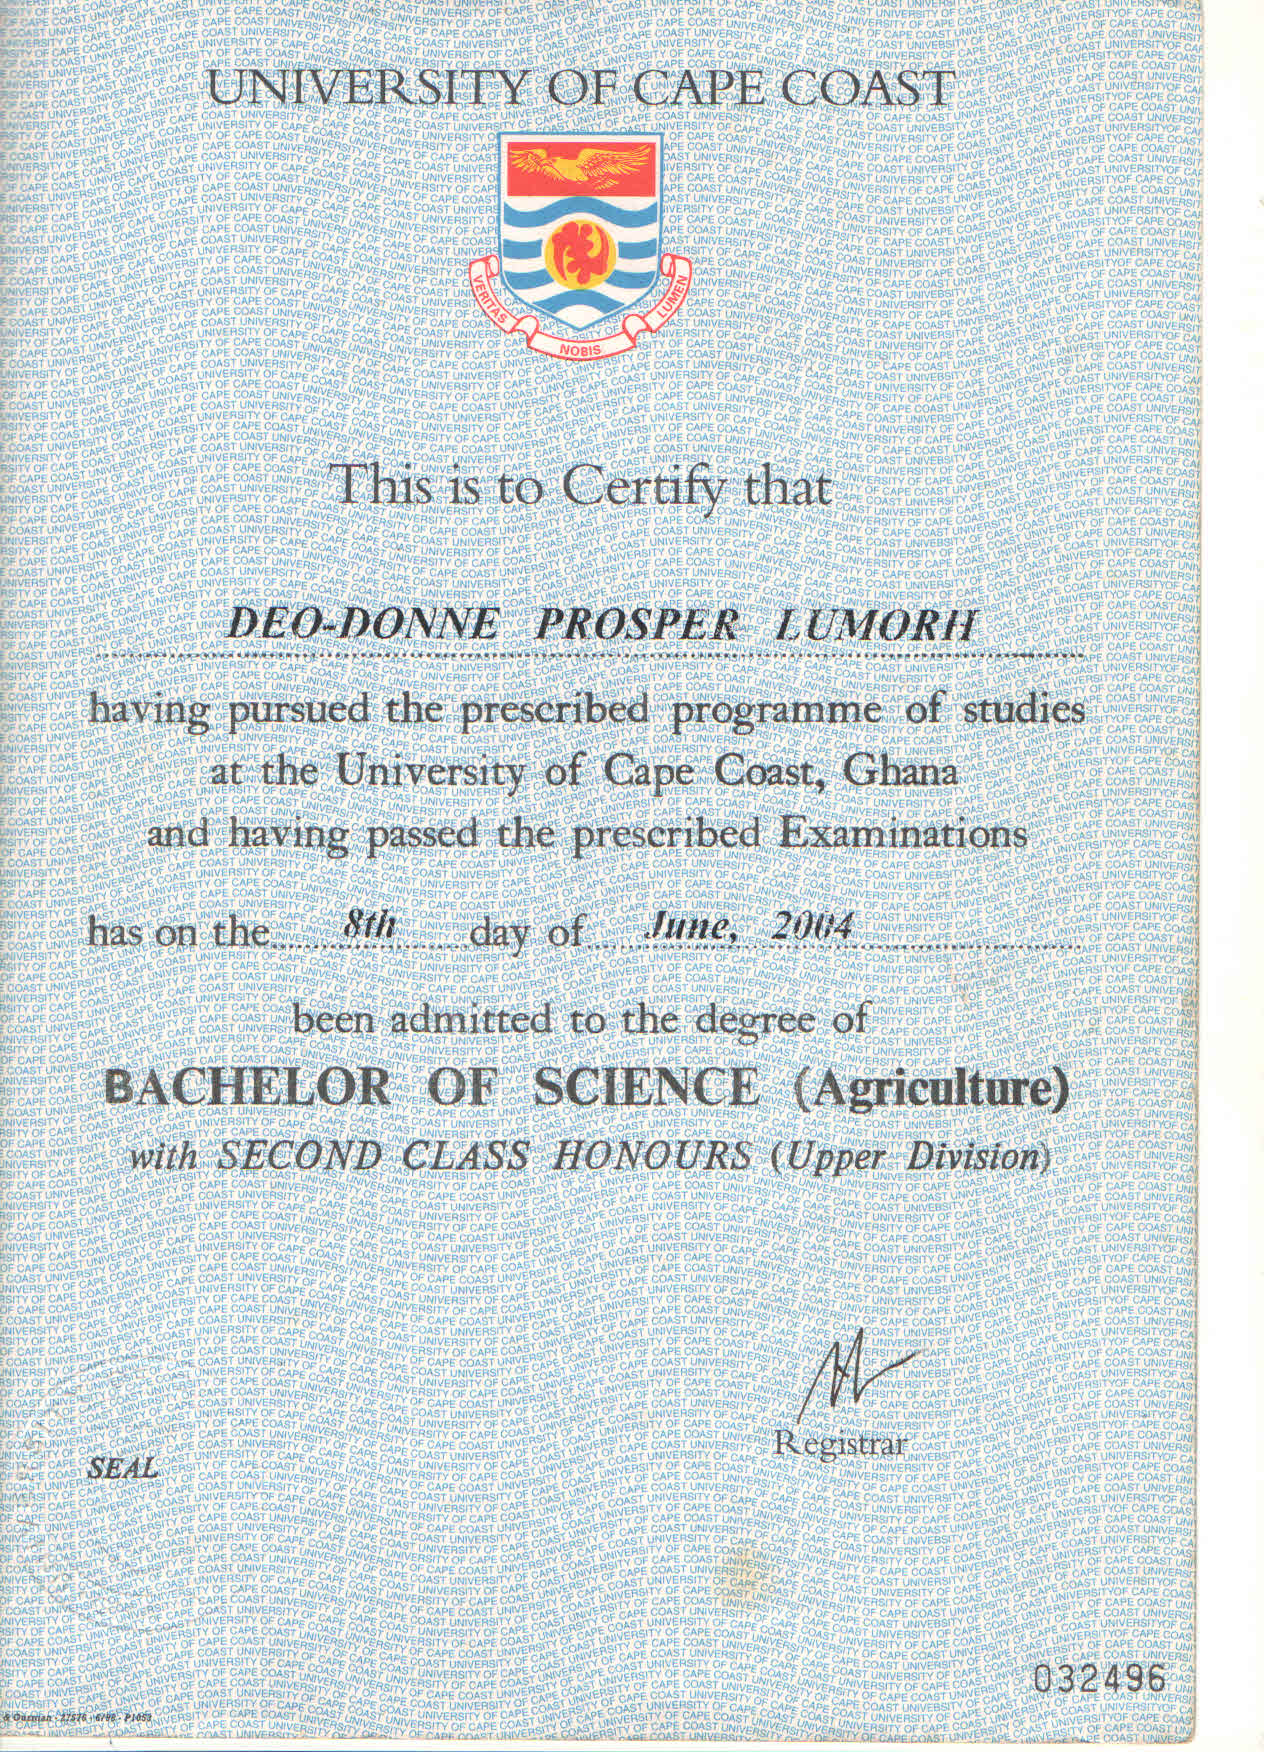 UNIVERSITY OF CAPE COAST
VERITAS NOBIS LUMEN
This is to Certify that
DEO-DONNE PROSPER LUMORH
having pursued the prescribed programme of studies
at the University of Cape Coast, Ghana
and having passed the prescribed Examinations
has on the 8th day of June, 2004
been admitted to the degree of
BACHELOR OF SCIENCE (Agriculture)
with SECOND CLASS HONOURS (Upper Division)
Registrar
SEAL
032496